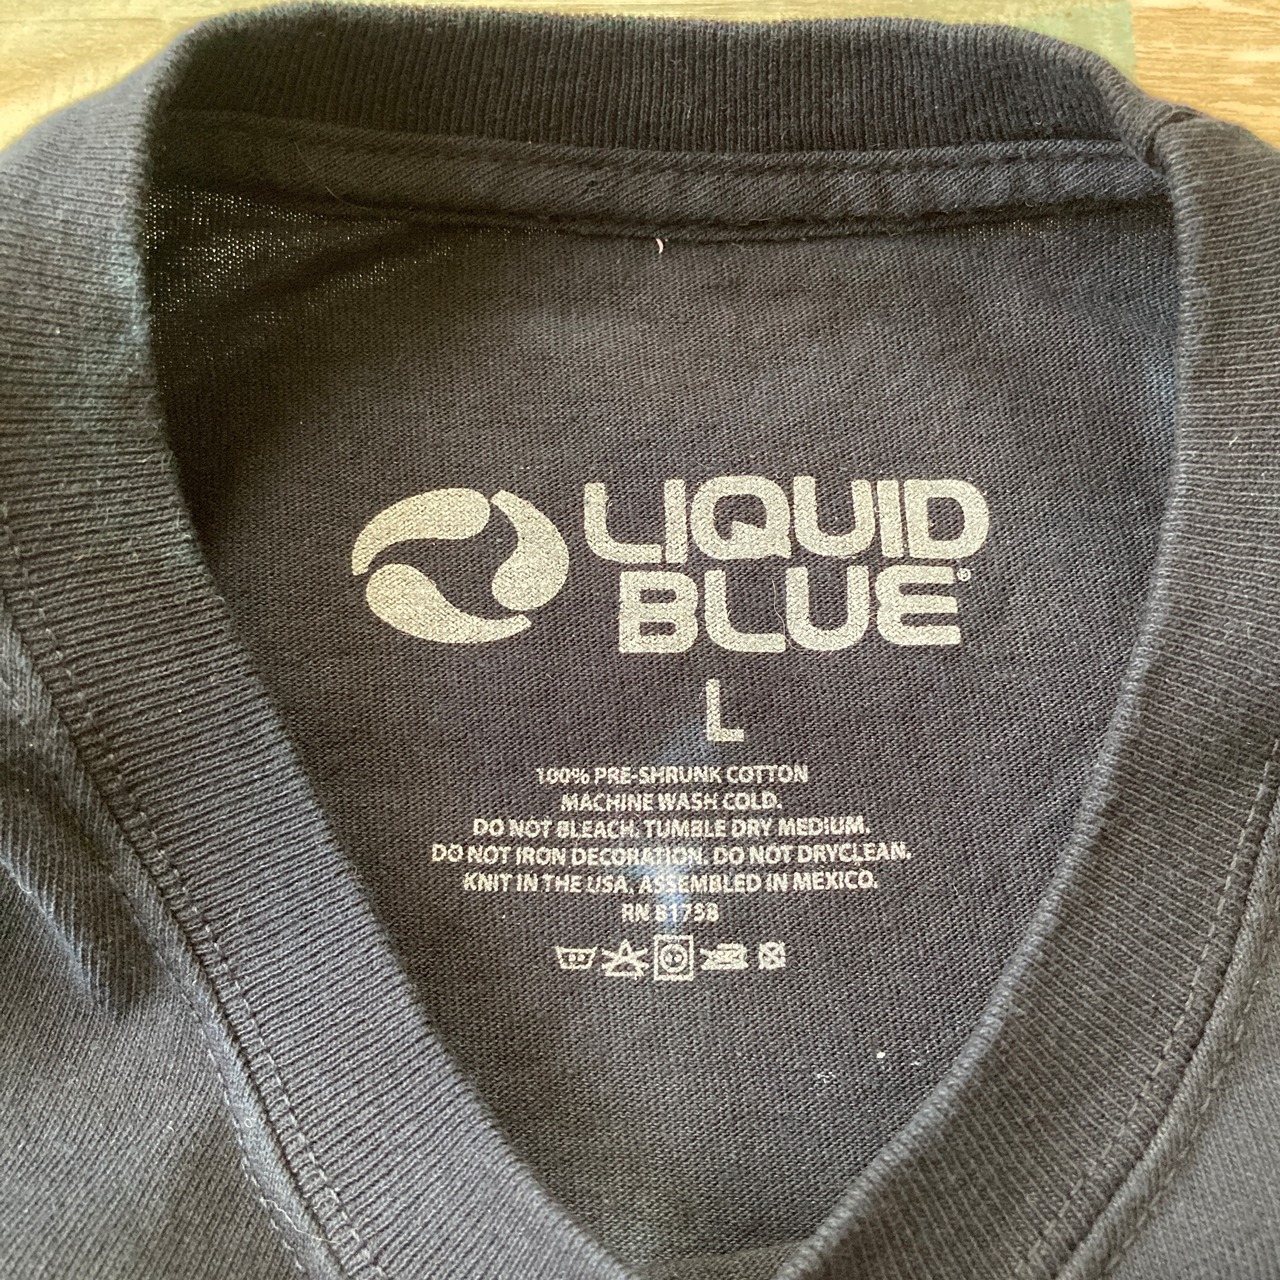 LIQUID
BLUE®
L
100% PRE-SHRUNK COTTON
MACHINE WASH COLD.
DO NOT BLEACH. TUMBLE DRY MEDIUM.
DO NOT IRON DECORATION. DO NOT DRYCLEAN.
KNIT IN THE USA. ASSEMBLED IN MEXICO.
RN 81758